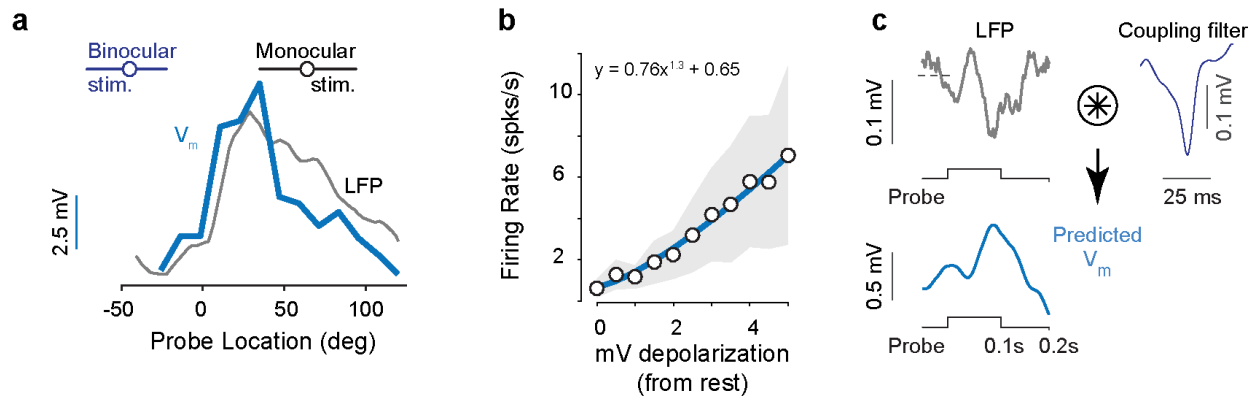 a
Binocular
stim.
Monocular
stim.
Vm
LFP
2.5 mV
-50 0 50 100
Probe Location (deg)
b
y = 0.76x^1.3 + 0.65
Firing Rate (spks/s)
10
6
2
0 2 4
mV depolarization
(from rest)
c
LFP
Coupling filter
0.1 mV
0.1 mV
Probe
25 ms
Predicted
Vm
0.5 mV
Probe 0.1s 0.2s